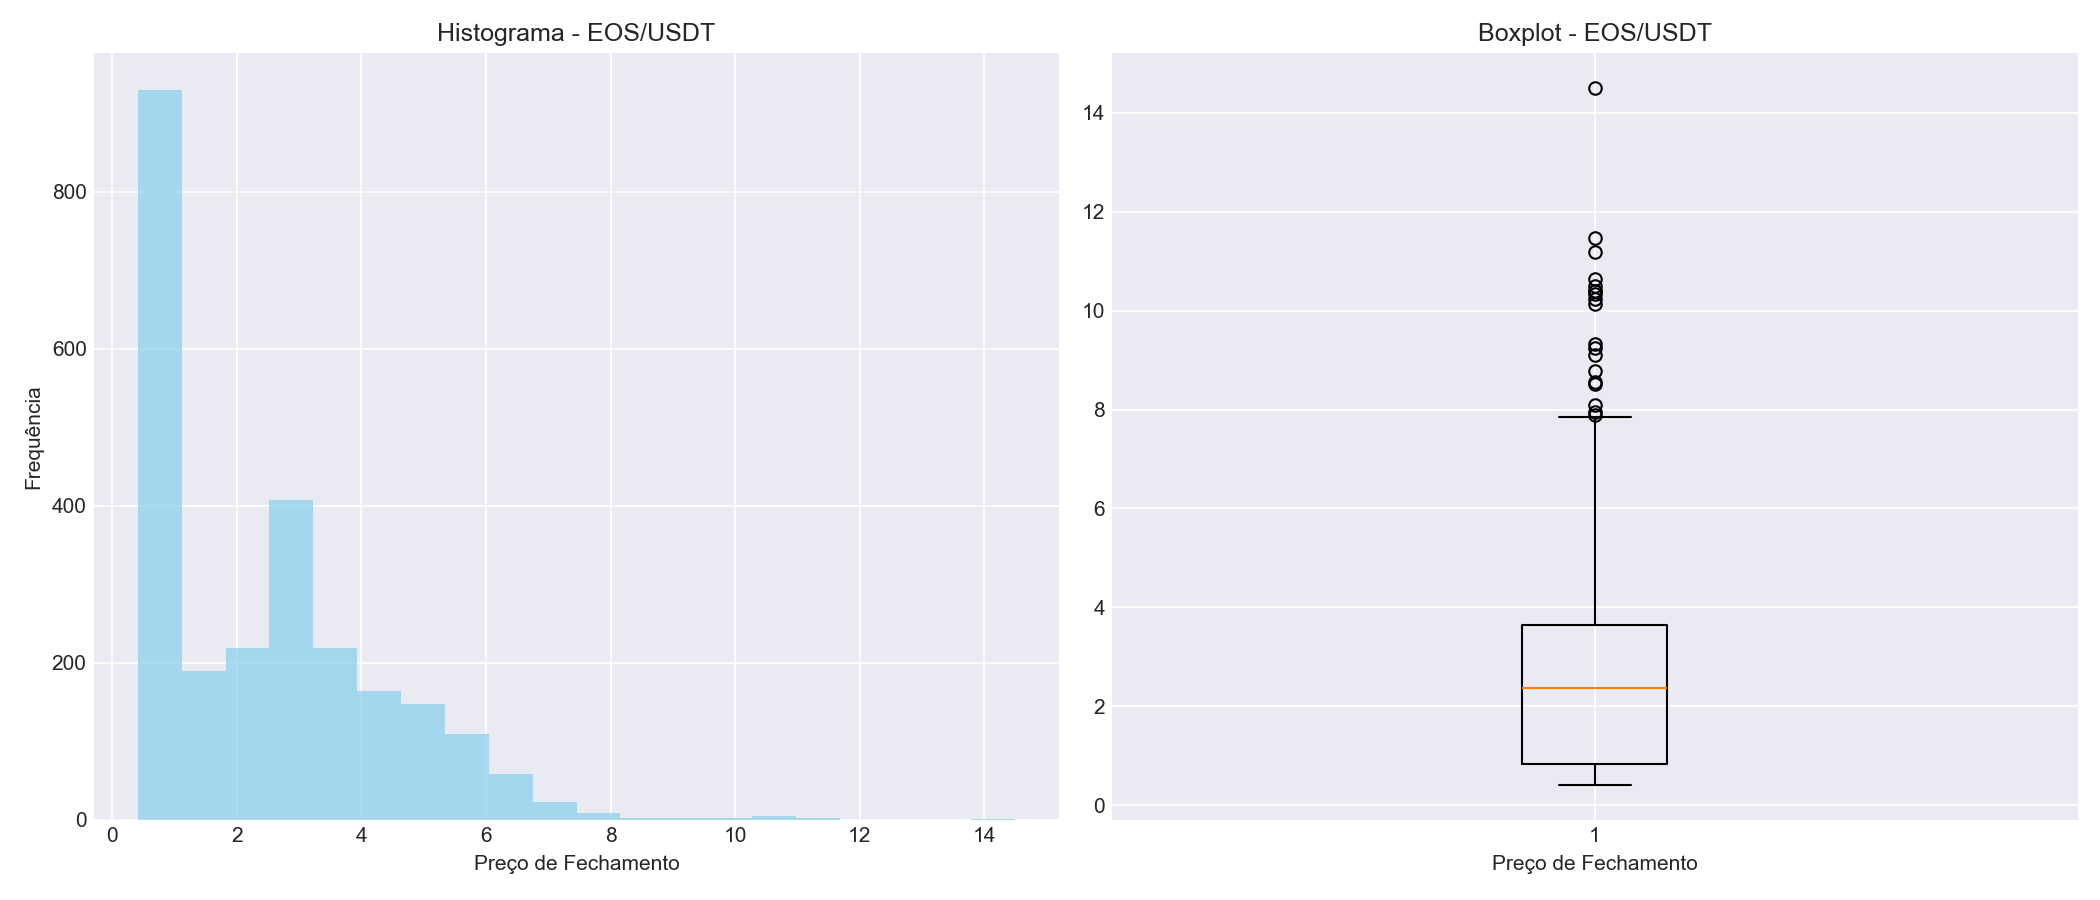 Histograma - EOS/USDT
Frequência
800
600
400
200
0
0 2 4 6 8 10 12 14
Preço de Fechamento
Boxplot - EOS/USDT
14
12
10
8
6
4
2
0
1
Preço de Fechamento